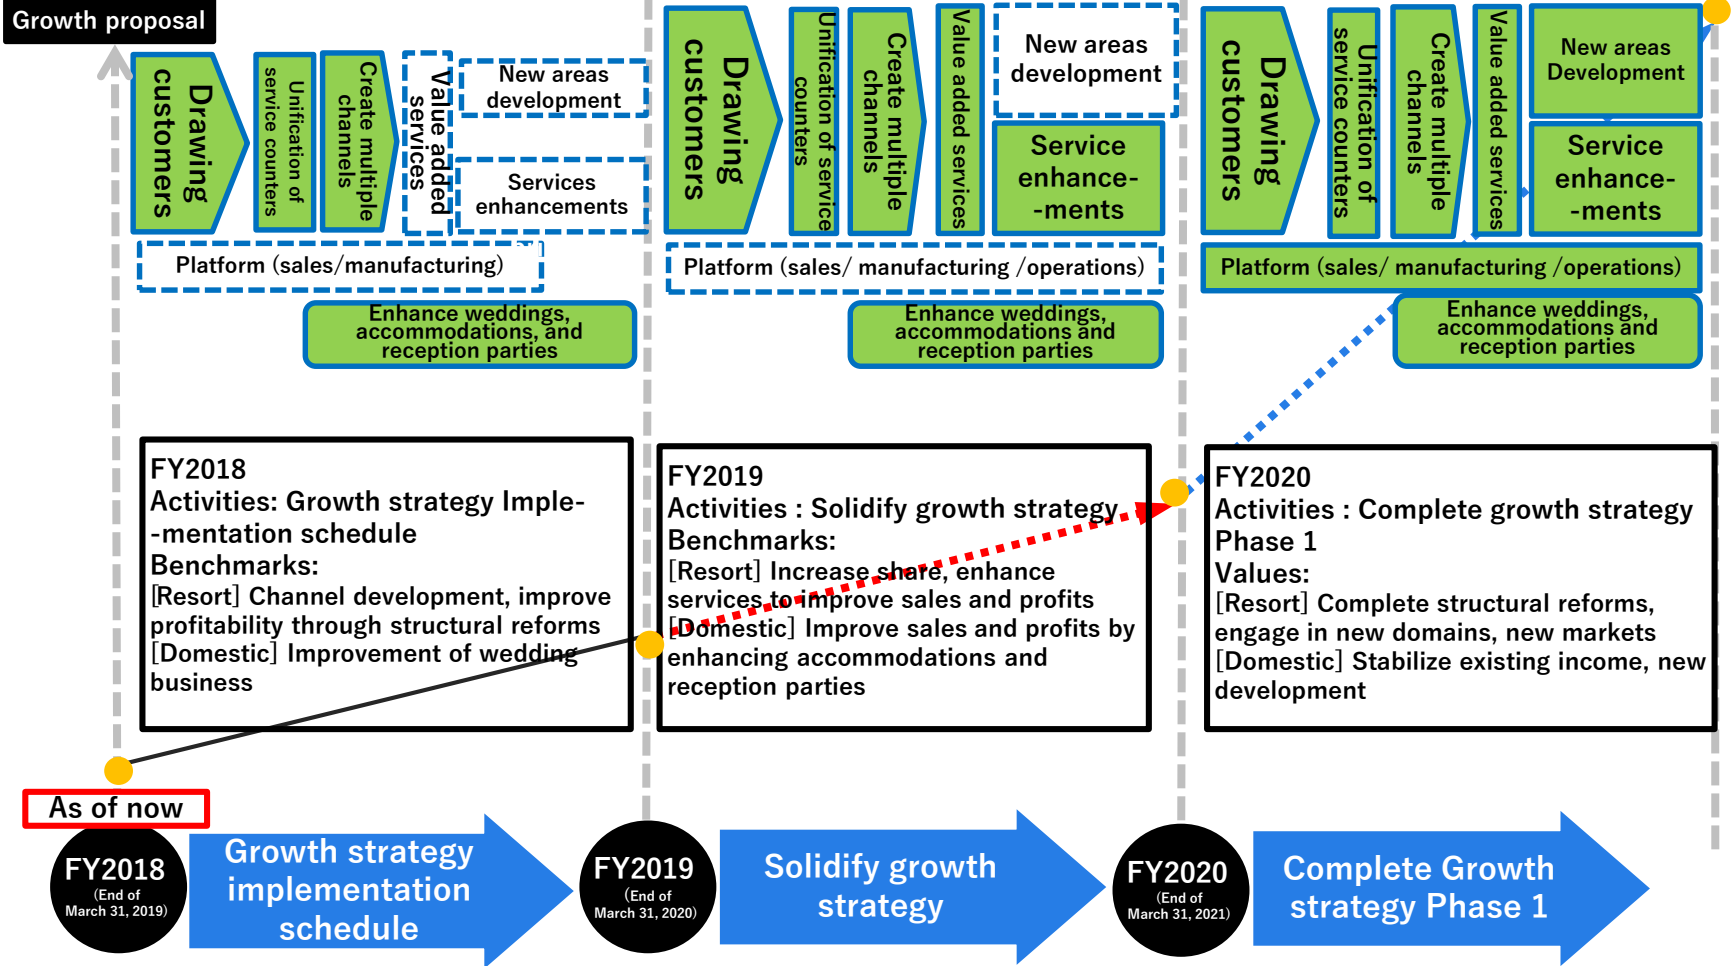 Growth proposal
Drawing
customers
Unification of
service counters
Create multiple
channels
Value added
services
New areas
development
Services
enhancements
Platform (sales/manufacturing)
Enhance weddings,
accommodations, and
reception parties
Drawing
customers
Unification of service
counters
Create multiple
channels
Value added services
New areas
development
Service
enhance-
-ments
Platform (sales/ manufacturing /operations)
Enhance weddings,
accommodations and
reception parties
Drawing
customers
Unification of
service counters
Create multiple
channels
Value added services
New areas
Development
Service
enhance-
-ments
Platform (sales/ manufacturing /operations)
Enhance weddings,
accommodations and
reception parties
FY2018
Activities: Growth strategy Imple-
-mentation schedule
Benchmarks:
[Resort] Channel development, improve
profitability through structural reforms
[Domestic] Improvement of wedding
business
FY2019
Activities : Solidify growth strategy
Benchmarks:
[Resort] Increase share, enhance
services to improve sales and profits
[Domestic] Improve sales and profits by
enhancing accommodations and
reception parties
FY2020
Activities : Complete growth strategy
Phase 1
Values:
[Resort] Complete structural reforms,
engage in new domains, new markets
[Domestic] Stabilize existing income, new
development
As of now
FY2018
(End of
March 31, 2019)
Growth strategy
implementation
schedule
FY2019
(End of
March 31, 2020)
Solidify growth
strategy
FY2020
(End of
March 31, 2021)
Complete Growth
strategy Phase 1